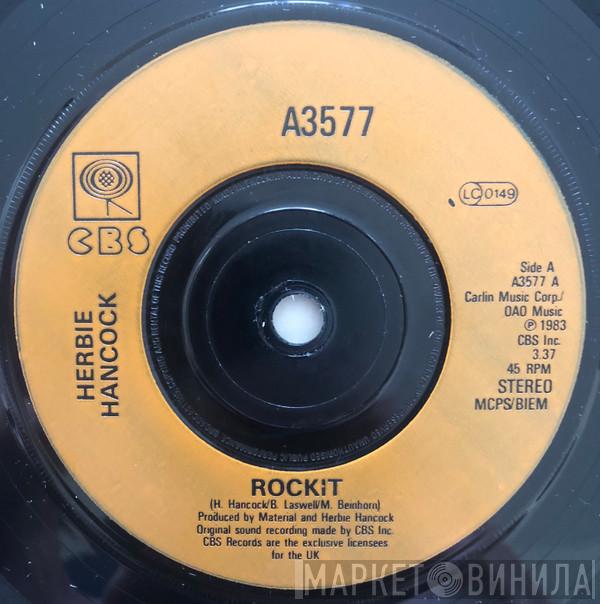 A3577
CBS
LC 0149
HERBIE
HANCOCK
Side A
A3577 A
Carlin Music Corp./
OAO Music
℗ 1983
CBS Inc.
3.37
45 RPM
STEREO
MCPS/BIEM
ROCKiT
(H. Hancock/B. Laswell/M. Beinhorn)
Produced by Material and Herbie Hancock
Original sound recording made by CBS Inc.
CBS Records are the exclusive licensees
for the UK
МАРКЕТ ВИНИЛА